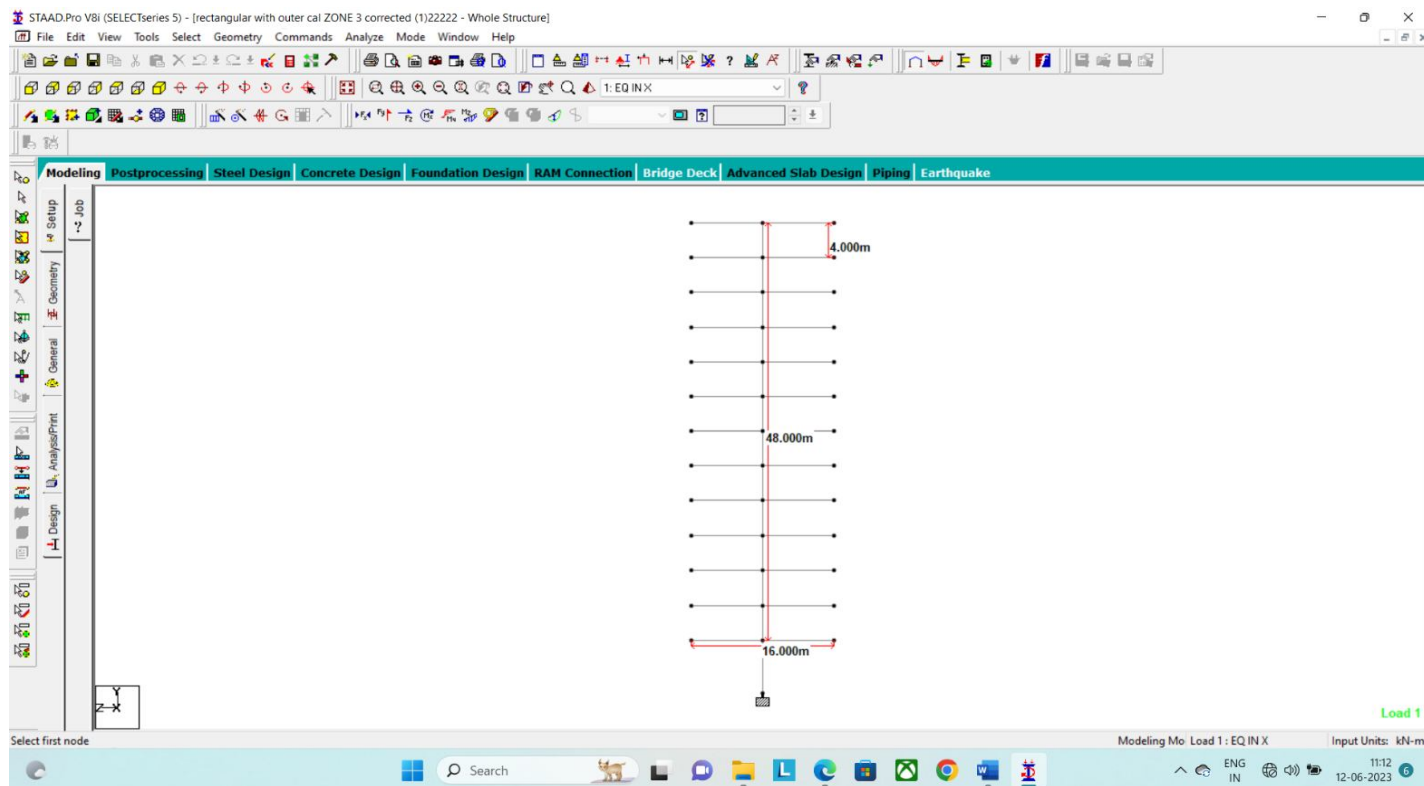 STAAD.Pro V8i (SELECTseries 5) - [rectangular with outer cal ZONE 3 corrected (1)22222 - Whole Structure]
File Edit View Tools Select Geometry Commands Analyze Mode Window Help
1: EQ IN X
Modeling Postprocessing Steel Design Concrete Design Foundation Design RAM Connection Bridge Deck Advanced Slab Design Piping Earthquake
Setup
Geometry
General
Analysis/Print
Design
? Job
4.000m
48.000m
16.000m
Y
Z X
Load 1
Select first node
Modeling Mo Load 1 : EQ IN X Input Units: kN-m
Search
ENG
IN
11:12
12-06-2023
6